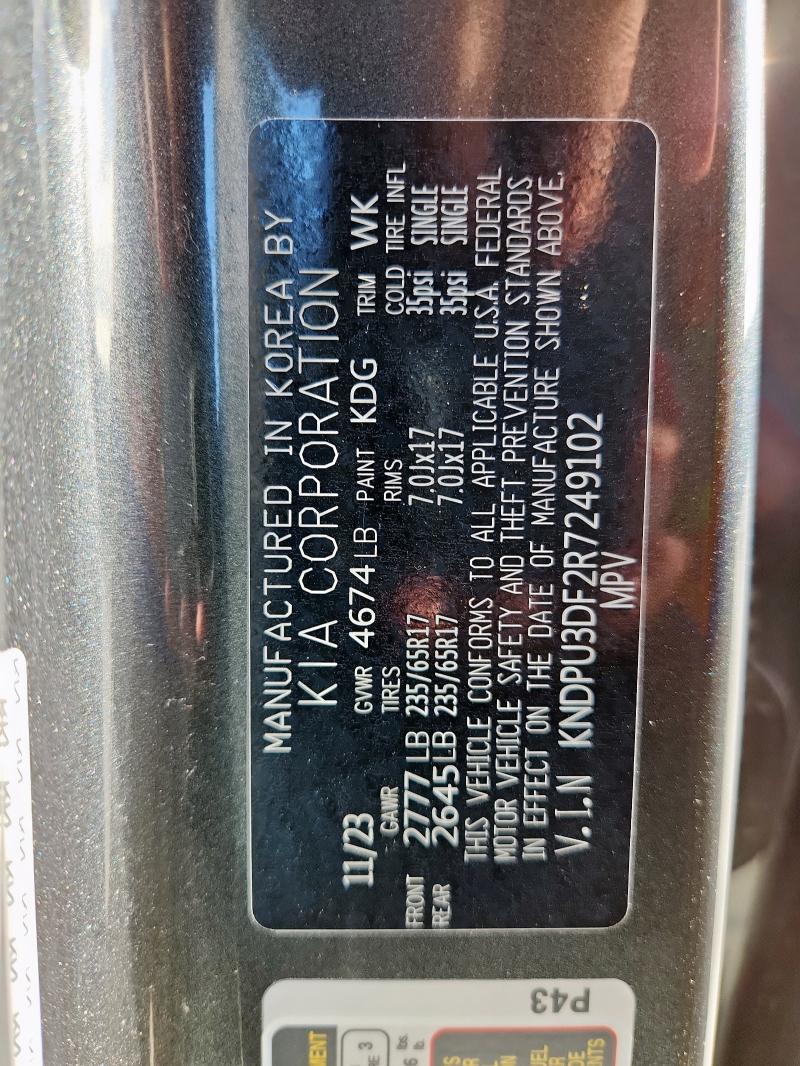 MANUFACTURED IN KOREA BY
KIA CORPORATION
11/23 GVWR 4674LB PAINT KDG TRIM WK
GAWR TIRES RIMS COLD TIRE INFL
FRONT 2777 LB 235/65R17 7.0Jx17 35psi SINGLE
REAR 2645LB 235/65R17 7.0Jx17 35psi SINGLE
THIS VEHICLE CONFORMS TO ALL APPLICABLE U.S.A. FEDERAL
MOTOR VEHICLE SAFETY AND THEFT PREVENTION STANDARDS
IN EFFECT ON THE DATE OF MANUFACTURE SHOWN ABOVE.
V.I.N KNDPU3DF2R7249102
MPV
P43